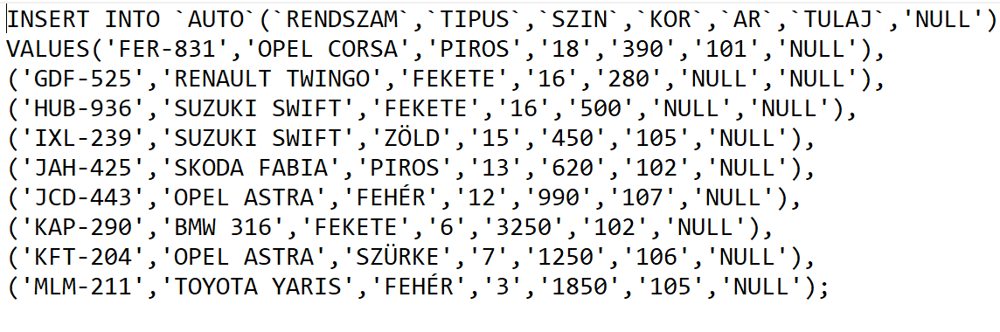 INSERT INTO `AUTO`(`RENDSZAM`,`TIPUS`,`SZIN`,`KOR`,`AR`,`TULAJ`,'NULL')
VALUES('FER-831','OPEL CORSA','PIROS','18','390','101','NULL'),
('GDF-525','RENAULT TWINGO','FEKETE','16','280','NULL','NULL'),
('HUB-936','SUZUKI SWIFT','FEKETE','16','500','NULL','NULL'),
('IXL-239','SUZUKI SWIFT','ZÖLD','15','450','105','NULL'),
('JAH-425','SKODA FABIA','PIROS','13','620','102','NULL'),
('JCD-443','OPEL ASTRA','FEHÉR','12','990','107','NULL'),
('KAP-290','BMW 316','FEKETE','6','3250','102','NULL'),
('KFT-204','OPEL ASTRA','SZÜRKE','7','1250','106','NULL'),
('MLM-211','TOYOTA YARIS','FEHÉR','3','1850','105','NULL');